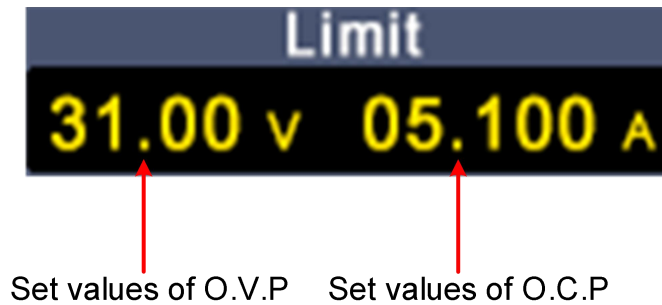 Limit
31.00 V 05.100 A
Set values of O.V.P Set values of O.C.P